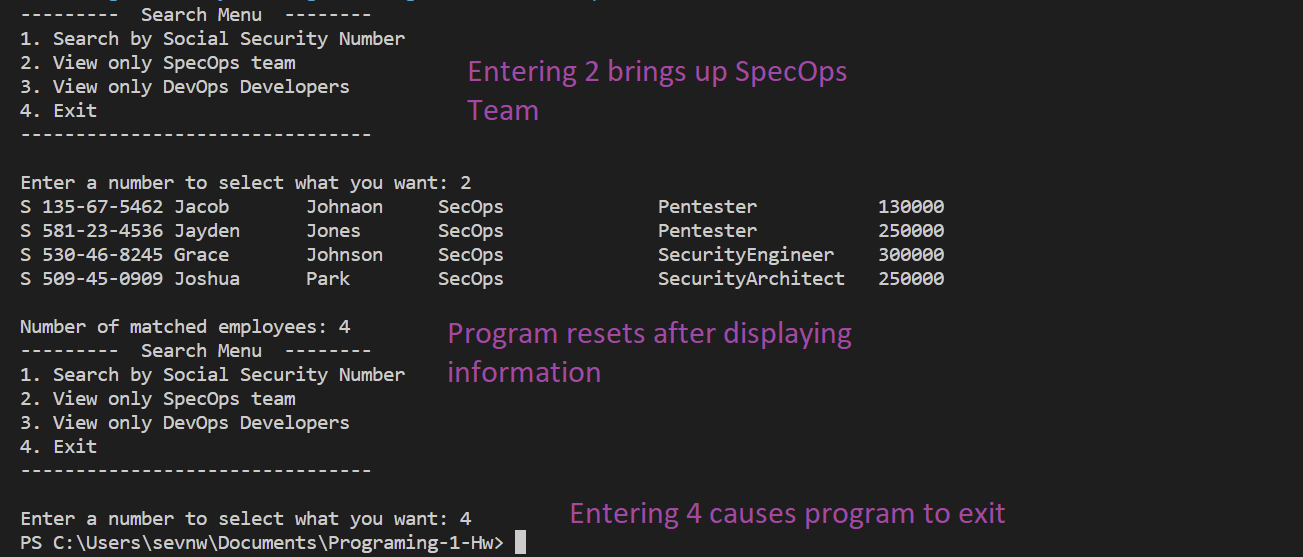 ---------  Search Menu  --------
1. Search by Social Security Number
2. View only SpecOps team
3. View only DevOps Developers
4. Exit
--------------------------------
Entering 2 brings up SpecOps
Team
Enter a number to select what you want: 2
S 135-67-5462 Jacob       Johnaon     SecOps              Pentester           130000
S 581-23-4536 Jayden      Jones       SecOps              Pentester           250000
S 530-46-8245 Grace       Johnson     SecOps              SecurityEngineer    300000
S 509-45-0909 Joshua      Park        SecOps              SecurityArchitect   250000
Number of matched employees: 4
---------  Search Menu  --------
1. Search by Social Security Number
2. View only SpecOps team
3. View only DevOps Developers
4. Exit
--------------------------------
Program resets after displaying
information
Enter a number to select what you want: 4
Entering 4 causes program to exit
PS C:\Users\sevnw\Documents\Programing-1-Hw>